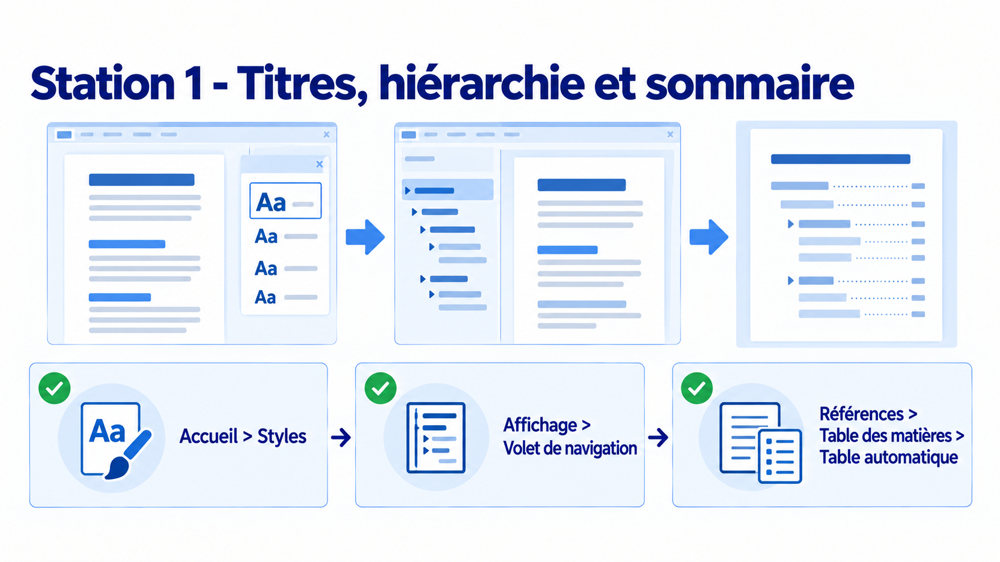 Station 1 - Titres, hiérarchie et sommaire
Aa
Aa
Aa
Aa
Aa
Accueil > Styles
Affichage >
Volet de navigation
Références >
Table des matières >
Table automatique